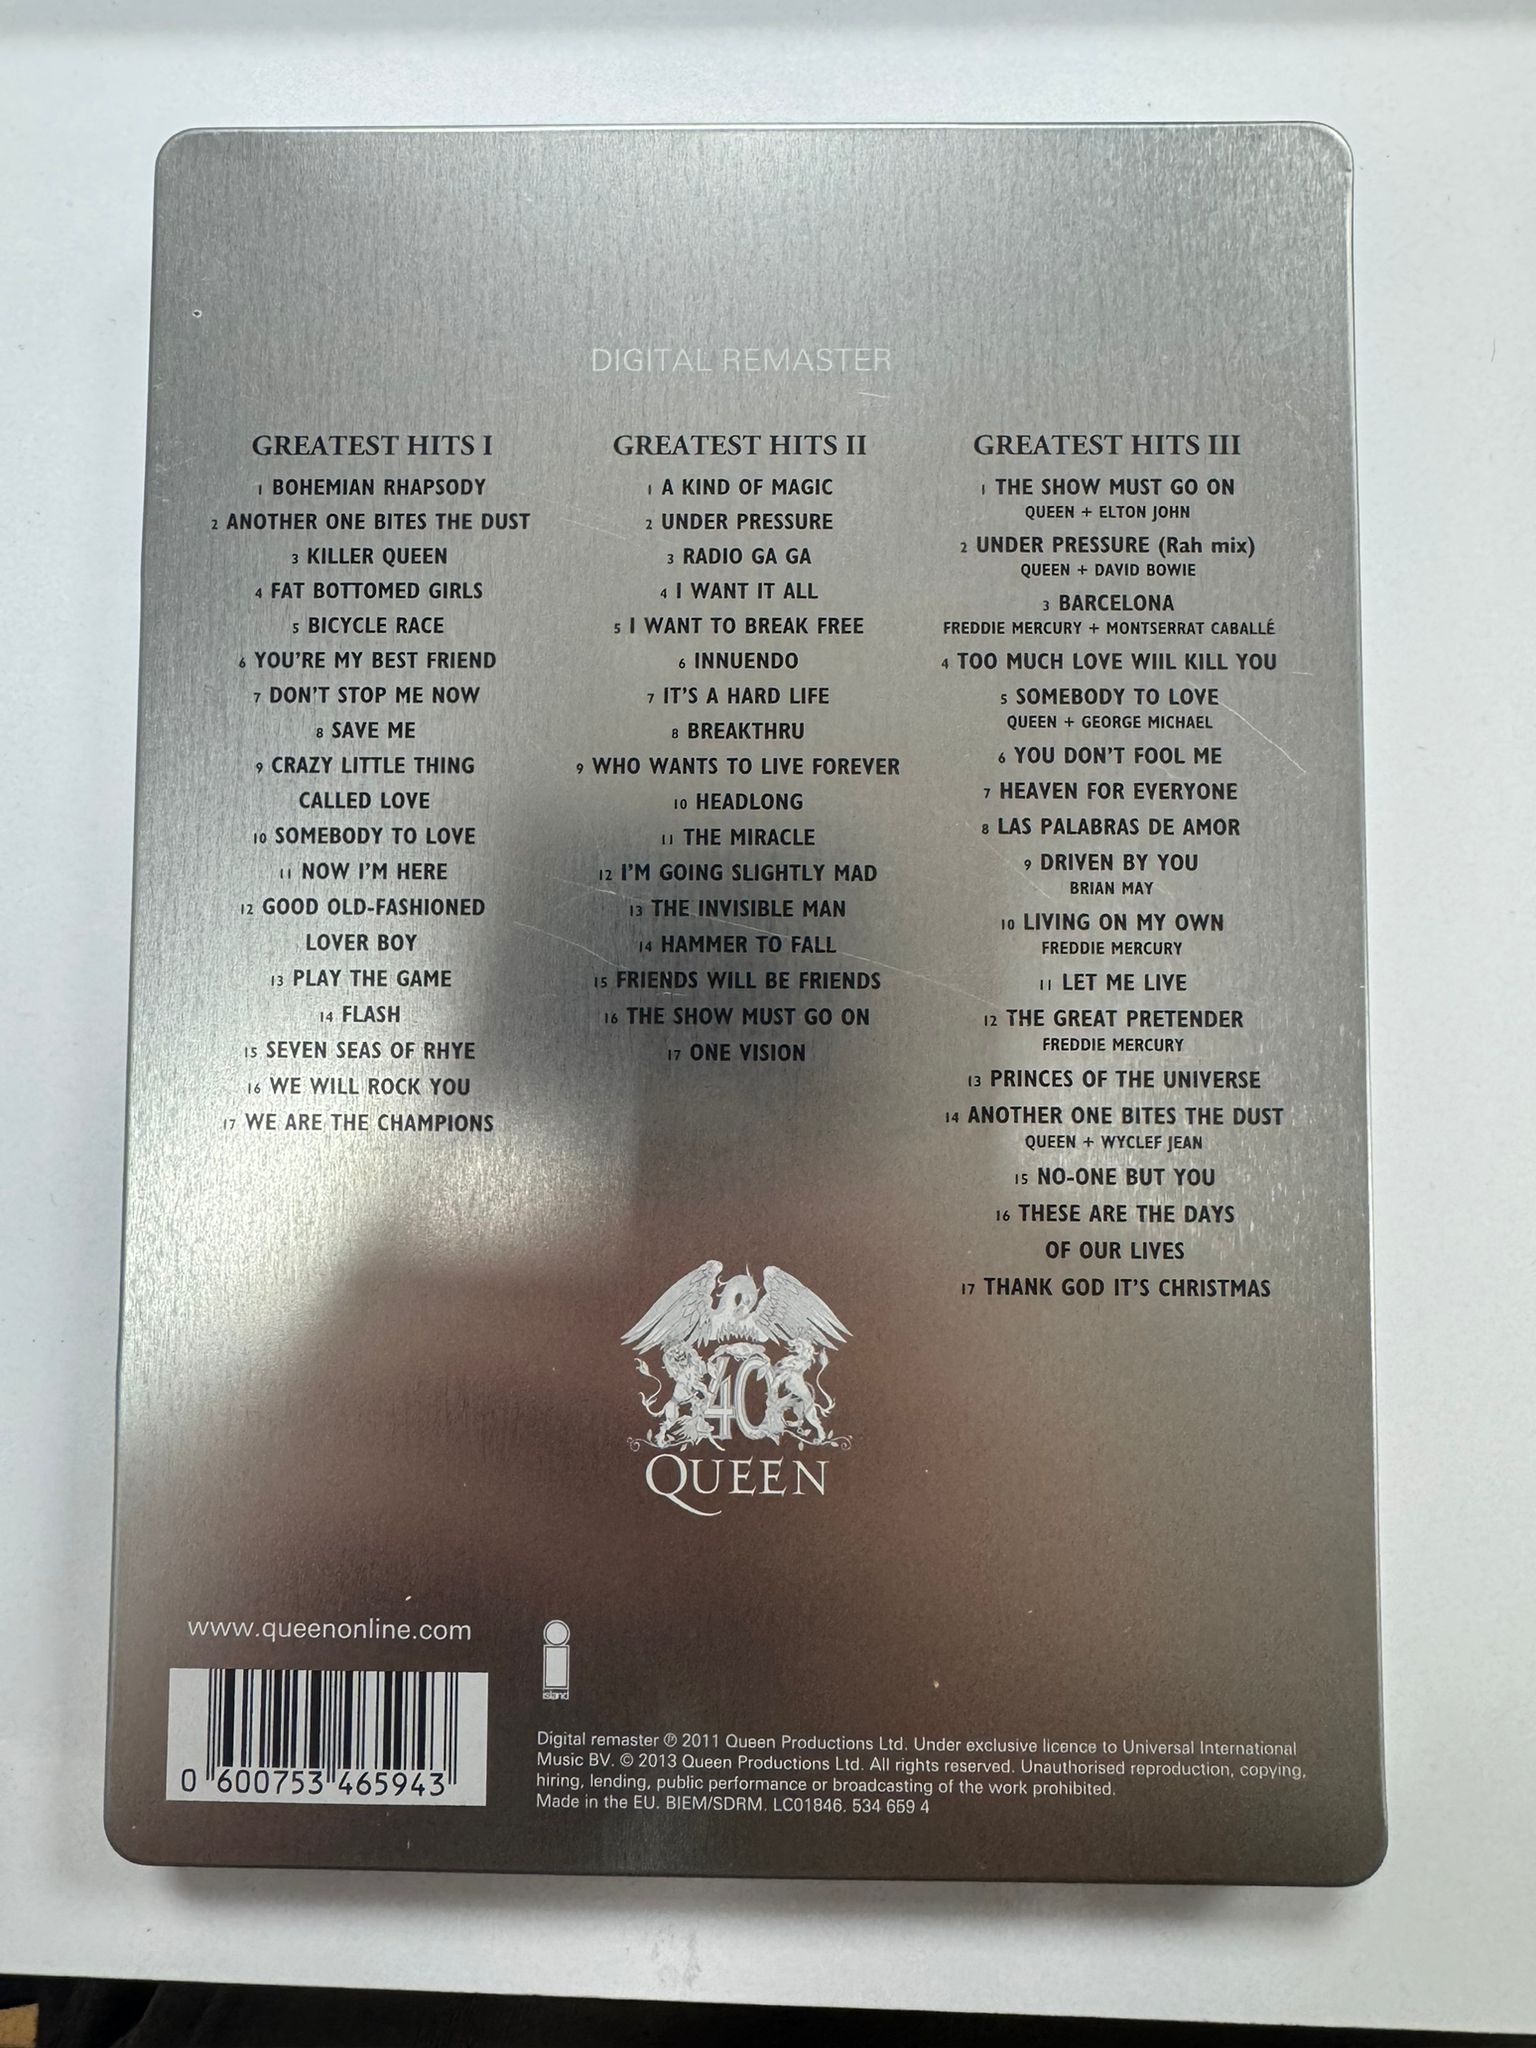 DIGITAL REMASTER
GREATEST HITS I
1 BOHEMIAN RHAPSODY
2 ANOTHER ONE BITES THE DUST
3 KILLER QUEEN
4 FAT BOTTOMED GIRLS
5 BICYCLE RACE
6 YOU'RE MY BEST FRIEND
7 DON'T STOP ME NOW
8 SAVE ME
9 CRAZY LITTLE THING
CALLED LOVE
10 SOMEBODY TO LOVE
11 NOW I'M HERE
12 GOOD OLD-FASHIONED
LOVER BOY
13 PLAY THE GAME
14 FLASH
15 SEVEN SEAS OF RHYE
16 WE WILL ROCK YOU
17 WE ARE THE CHAMPIONS
GREATEST HITS II
1 A KIND OF MAGIC
2 UNDER PRESSURE
3 RADIO GA GA
4 I WANT IT ALL
5 I WANT TO BREAK FREE
6 INNUENDO
7 IT'S A HARD LIFE
8 BREAKTHRU
9 WHO WANTS TO LIVE FOREVER
10 HEADLONG
11 THE MIRACLE
12 I'M GOING SLIGHTLY MAD
13 THE INVISIBLE MAN
14 HAMMER TO FALL
15 FRIENDS WILL BE FRIENDS
16 THE SHOW MUST GO ON
17 ONE VISION
GREATEST HITS III
1 THE SHOW MUST GO ON
QUEEN + ELTON JOHN
2 UNDER PRESSURE (Rah mix)
QUEEN + DAVID BOWIE
3 BARCELONA
FREDDIE MERCURY + MONTSERRAT CABALLÉ
4 TOO MUCH LOVE WIIL KILL YOU
5 SOMEBODY TO LOVE
QUEEN + GEORGE MICHAEL
6 YOU DON'T FOOL ME
7 HEAVEN FOR EVERYONE
8 LAS PALABRAS DE AMOR
9 DRIVEN BY YOU
BRIAN MAY
10 LIVING ON MY OWN
FREDDIE MERCURY
11 LET ME LIVE
12 THE GREAT PRETENDER
FREDDIE MERCURY
13 PRINCES OF THE UNIVERSE
14 ANOTHER ONE BITES THE DUST
QUEEN + WYCLEF JEAN
15 NO-ONE BUT YOU
16 THESE ARE THE DAYS
OF OUR LIVES
17 THANK GOD IT'S CHRISTMAS
40
QUEEN
www.queenonline.com
island
0 600753 465943
Digital remaster ℗ 2011 Queen Productions Ltd. Under exclusive licence to Universal International
Music BV. © 2013 Queen Productions Ltd. All rights reserved. Unauthorised reproduction, copying,
hiring, lending, public performance or broadcasting of the work prohibited.
Made in the EU. BIEM/SDRM. LC01846. 534 659 4